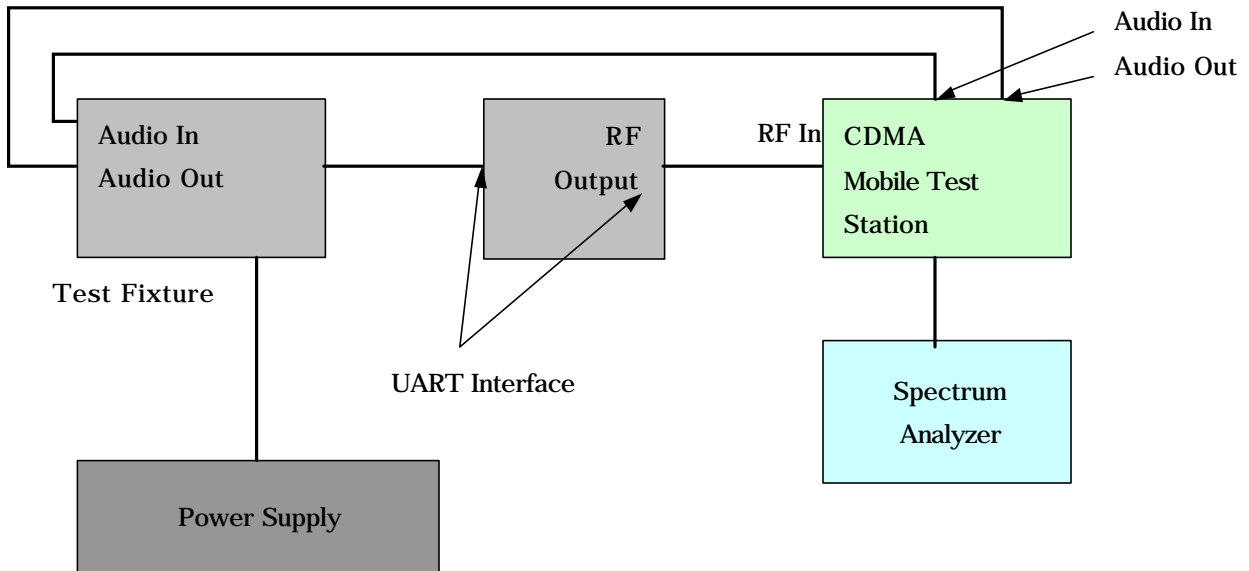 Audio In
Audio Out
Audio In
Audio Out
RF
Output
RF In
CDMA
Mobile Test
Station
Test Fixture
UART Interface
Spectrum
Analyzer
Power Supply